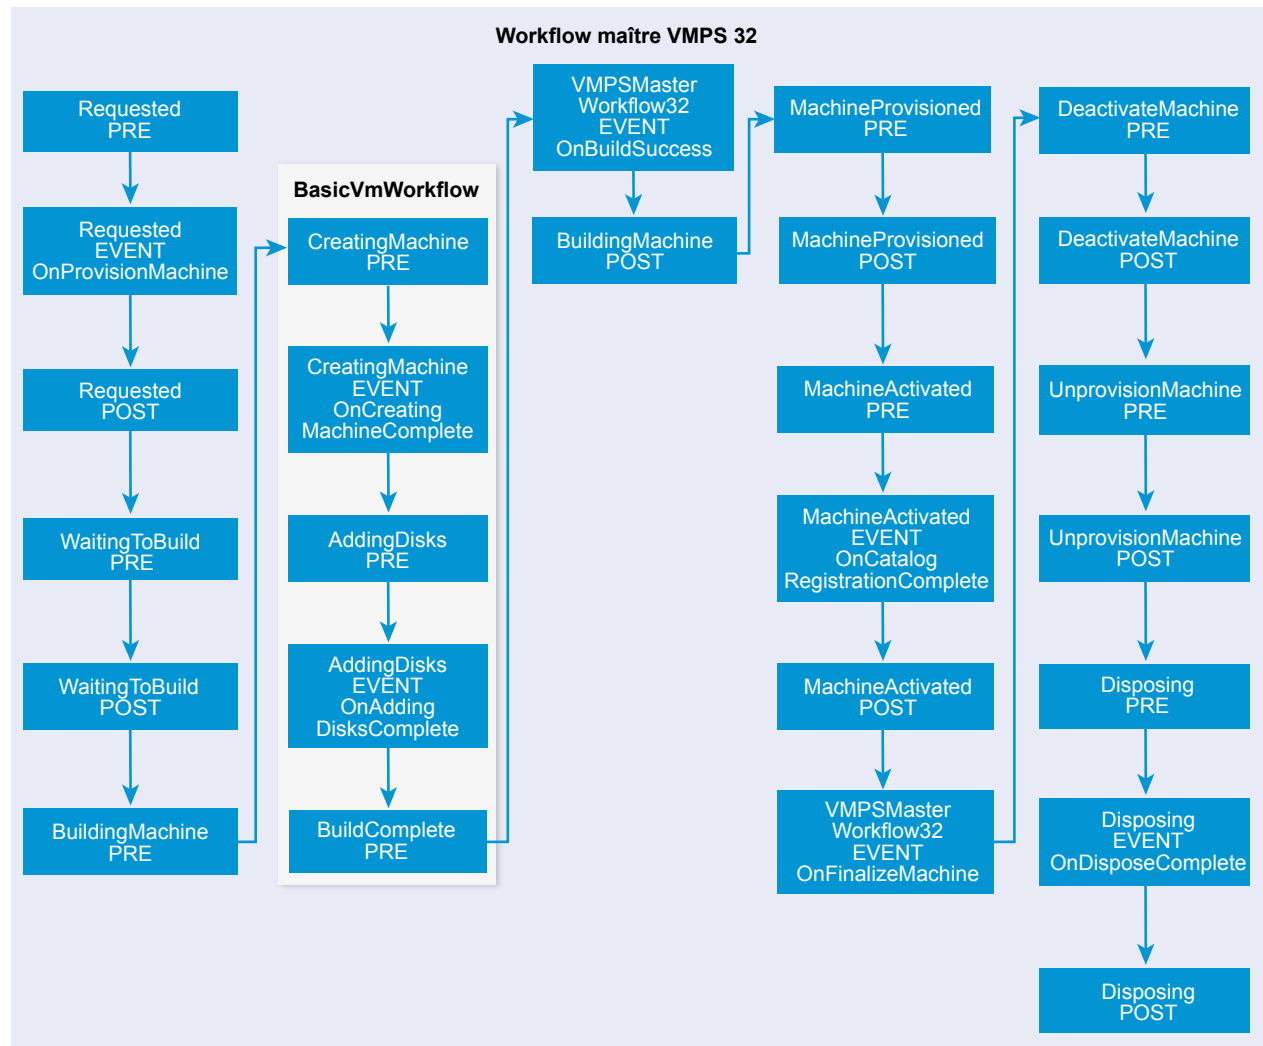 Workflow maître VMPS 32
Requested
PRE
Requested
EVENT
OnProvisionMachine
Requested
POST
WaitingToBuild
PRE
WaitingToBuild
POST
BuildingMachine
PRE
BasicVmWorkflow
CreatingMachine
PRE
CreatingMachine
EVENT
OnCreating
MachineComplete
AddingDisks
PRE
AddingDisks
EVENT
OnAdding
DisksComplete
BuildComplete
PRE
VMPSMaster
Workflow32
EVENT
OnBuildSuccess
BuildingMachine
POST
MachineProvisioned
PRE
MachineProvisioned
POST
MachineActivated
PRE
MachineActivated
EVENT
OnCatalog
RegistrationComplete
MachineActivated
POST
VMPSMaster
Workflow32
EVENT
OnFinalizeMachine
DeactivateMachine
PRE
DeactivateMachine
POST
UnprovisionMachine
PRE
UnprovisionMachine
POST
Disposing
PRE
Disposing
EVENT
OnDisposeComplete
Disposing
POST